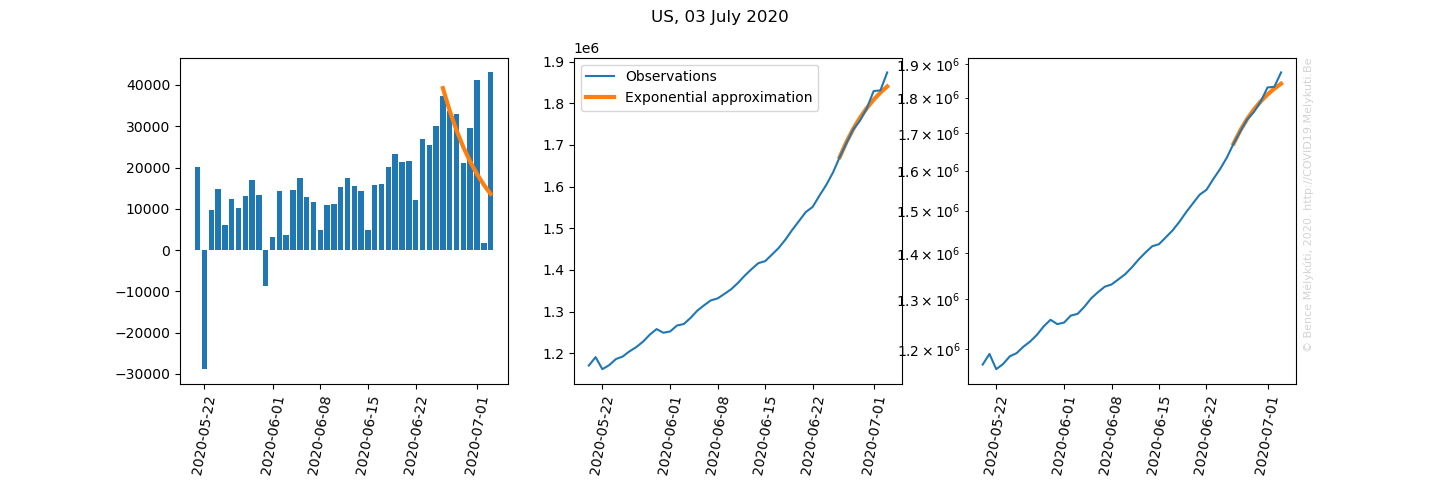 US, 03 July 2020
40000
30000
20000
10000
0
−10000
−20000
−30000
2020-05-22
2020-06-01
2020-06-08
2020-06-15
2020-06-22
2020-07-01
1e6
1.9
1.8
1.7
1.6
1.5
1.4
1.3
1.2
Observations
Exponential approximation
2020-05-22
2020-06-01
2020-06-08
2020-06-15
2020-06-22
2020-07-01
1.9 × 10⁶
1.8 × 10⁶
1.7 × 10⁶
1.6 × 10⁶
1.5 × 10⁶
1.4 × 10⁶
1.3 × 10⁶
1.2 × 10⁶
2020-05-22
2020-06-01
2020-06-08
2020-06-15
2020-06-22
2020-07-01
© Bence Mélykúti, 2020. http://COVID19.Melykuti.Be